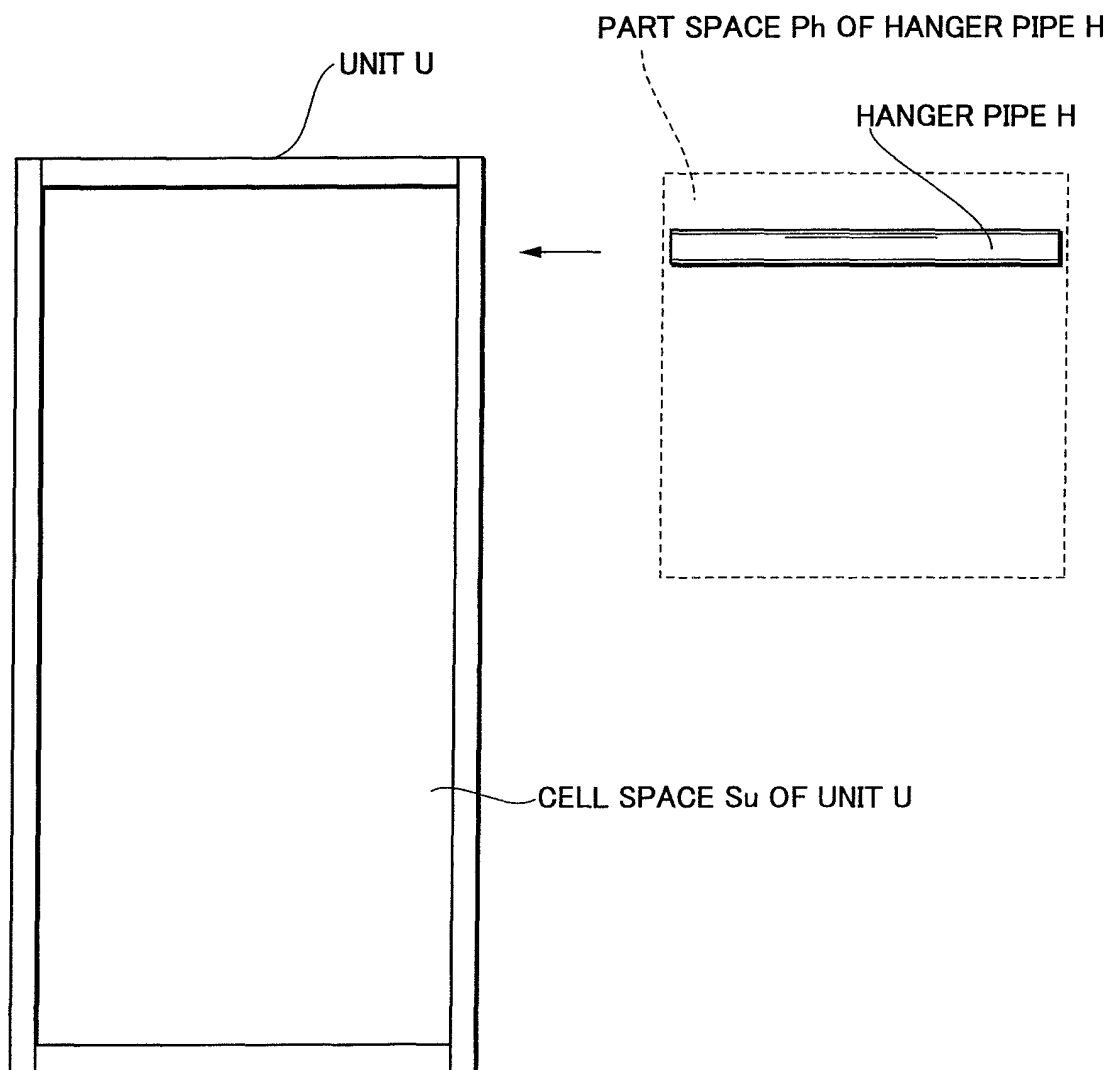 PART SPACE Ph OF HANGER PIPE H
UNIT U
HANGER PIPE H
CELL SPACE Su OF UNIT U